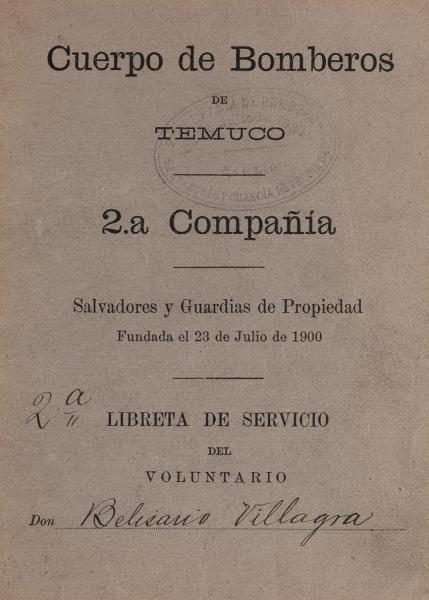 Cuerpo de Bomberos
DE
TEMUCO
2.a Compañía
Salvadores y Guardias de Propiedad
Fundada el 23 de Julio de 1900
2ª LIBRETA DE SERVICIO
DEL
VOLUNTARIO
Don Belisario Villagra